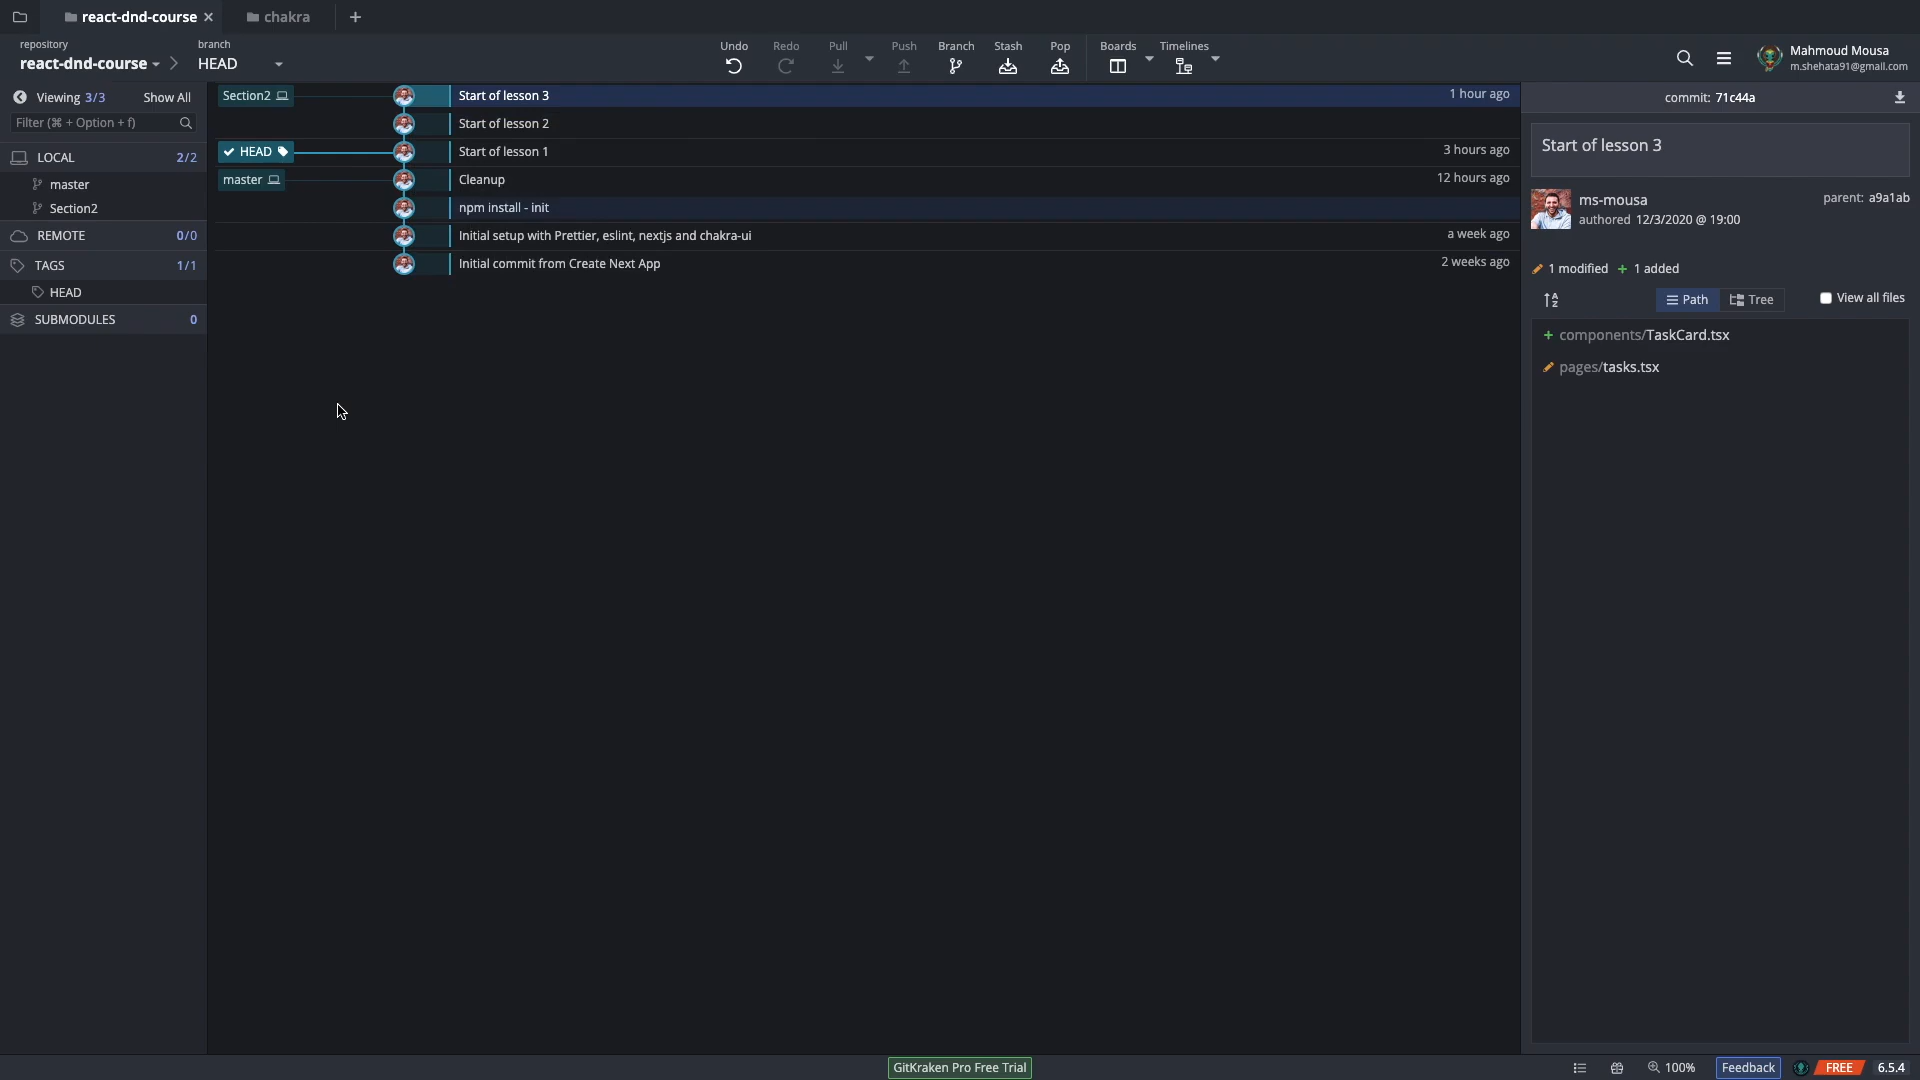 react-dnd-course
chakra
repository
react-dnd-course
branch
HEAD
Undo
Redo
Pull
Push
Branch
Stash
Pop
Boards
Timelines
Mahmoud Mousa
m.shehata91@gmail.com
Viewing 3/3
Show All
Filter (⌘ + Option + f)
LOCAL 2/2
master
Section2
REMOTE 0/0
TAGS 1/1
HEAD
SUBMODULES 0
Section2
Start of lesson 3
1 hour ago
Start of lesson 2
HEAD
Start of lesson 1
3 hours ago
master
Cleanup
12 hours ago
npm install - init
Initial setup with Prettier, eslint, nextjs and chakra-ui
a week ago
Initial commit from Create Next App
2 weeks ago
commit: 71c44a
Start of lesson 3
ms-mousa
parent: a9a1ab
authored 12/3/2020 @ 19:00
1 modified + 1 added
Path
Tree
View all files
+ components/TaskCard.tsx
pages/tasks.tsx
GitKraken Pro Free Trial
100%
Feedback
FREE
6.5.4